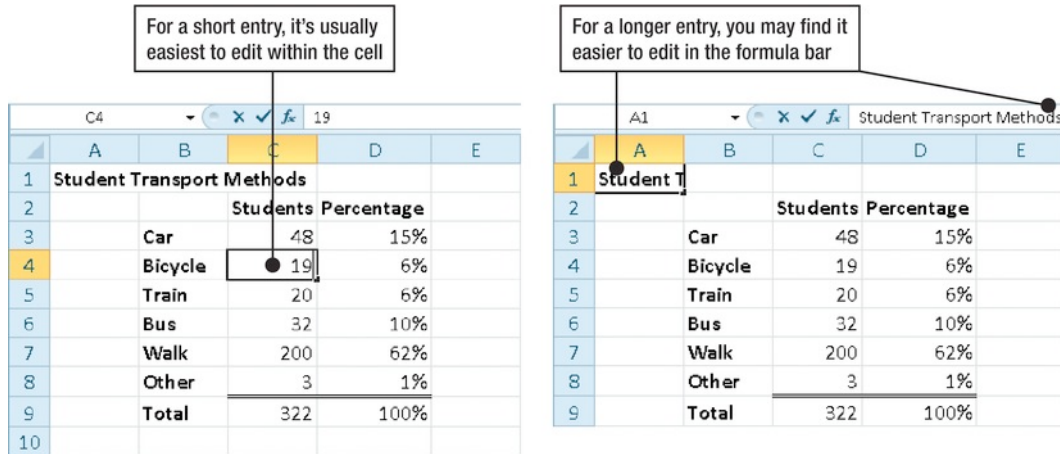 For a short entry, it's usually
easiest to edit within the cell
For a longer entry, you may find it
easier to edit in the formula bar
C4 fx 19
A B C D E
1 Student Transport Methods
2 Students Percentage
3 Car 48 15%
4 Bicycle 19 6%
5 Train 20 6%
6 Bus 32 10%
7 Walk 200 62%
8 Other 3 1%
9 Total 322 100%
10
A1 fx Student Transport Methods
A B C D E
1 Student T
2 Students Percentage
3 Car 48 15%
4 Bicycle 19 6%
5 Train 20 6%
6 Bus 32 10%
7 Walk 200 62%
8 Other 3 1%
9 Total 322 100%